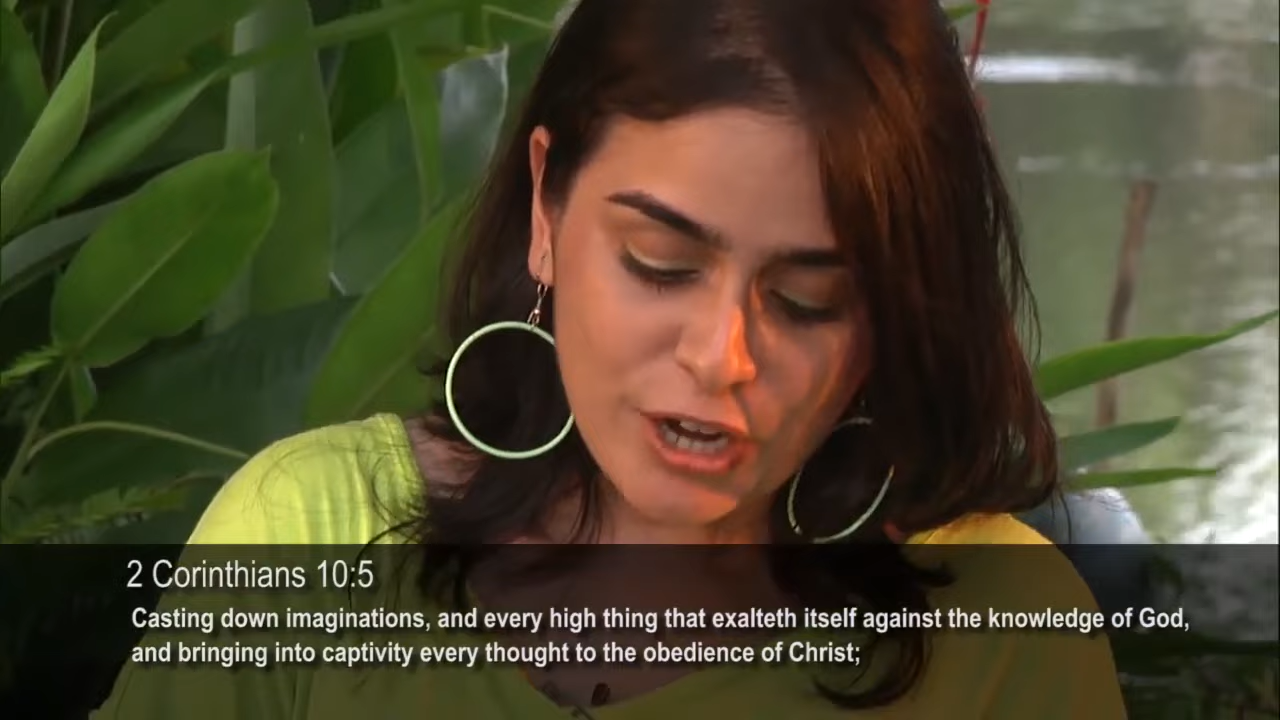 2 Corinthians 10:5
Casting down imaginations, and every high thing that exalteth itself against the knowledge of God,
and bringing into captivity every thought to the obedience of Christ;